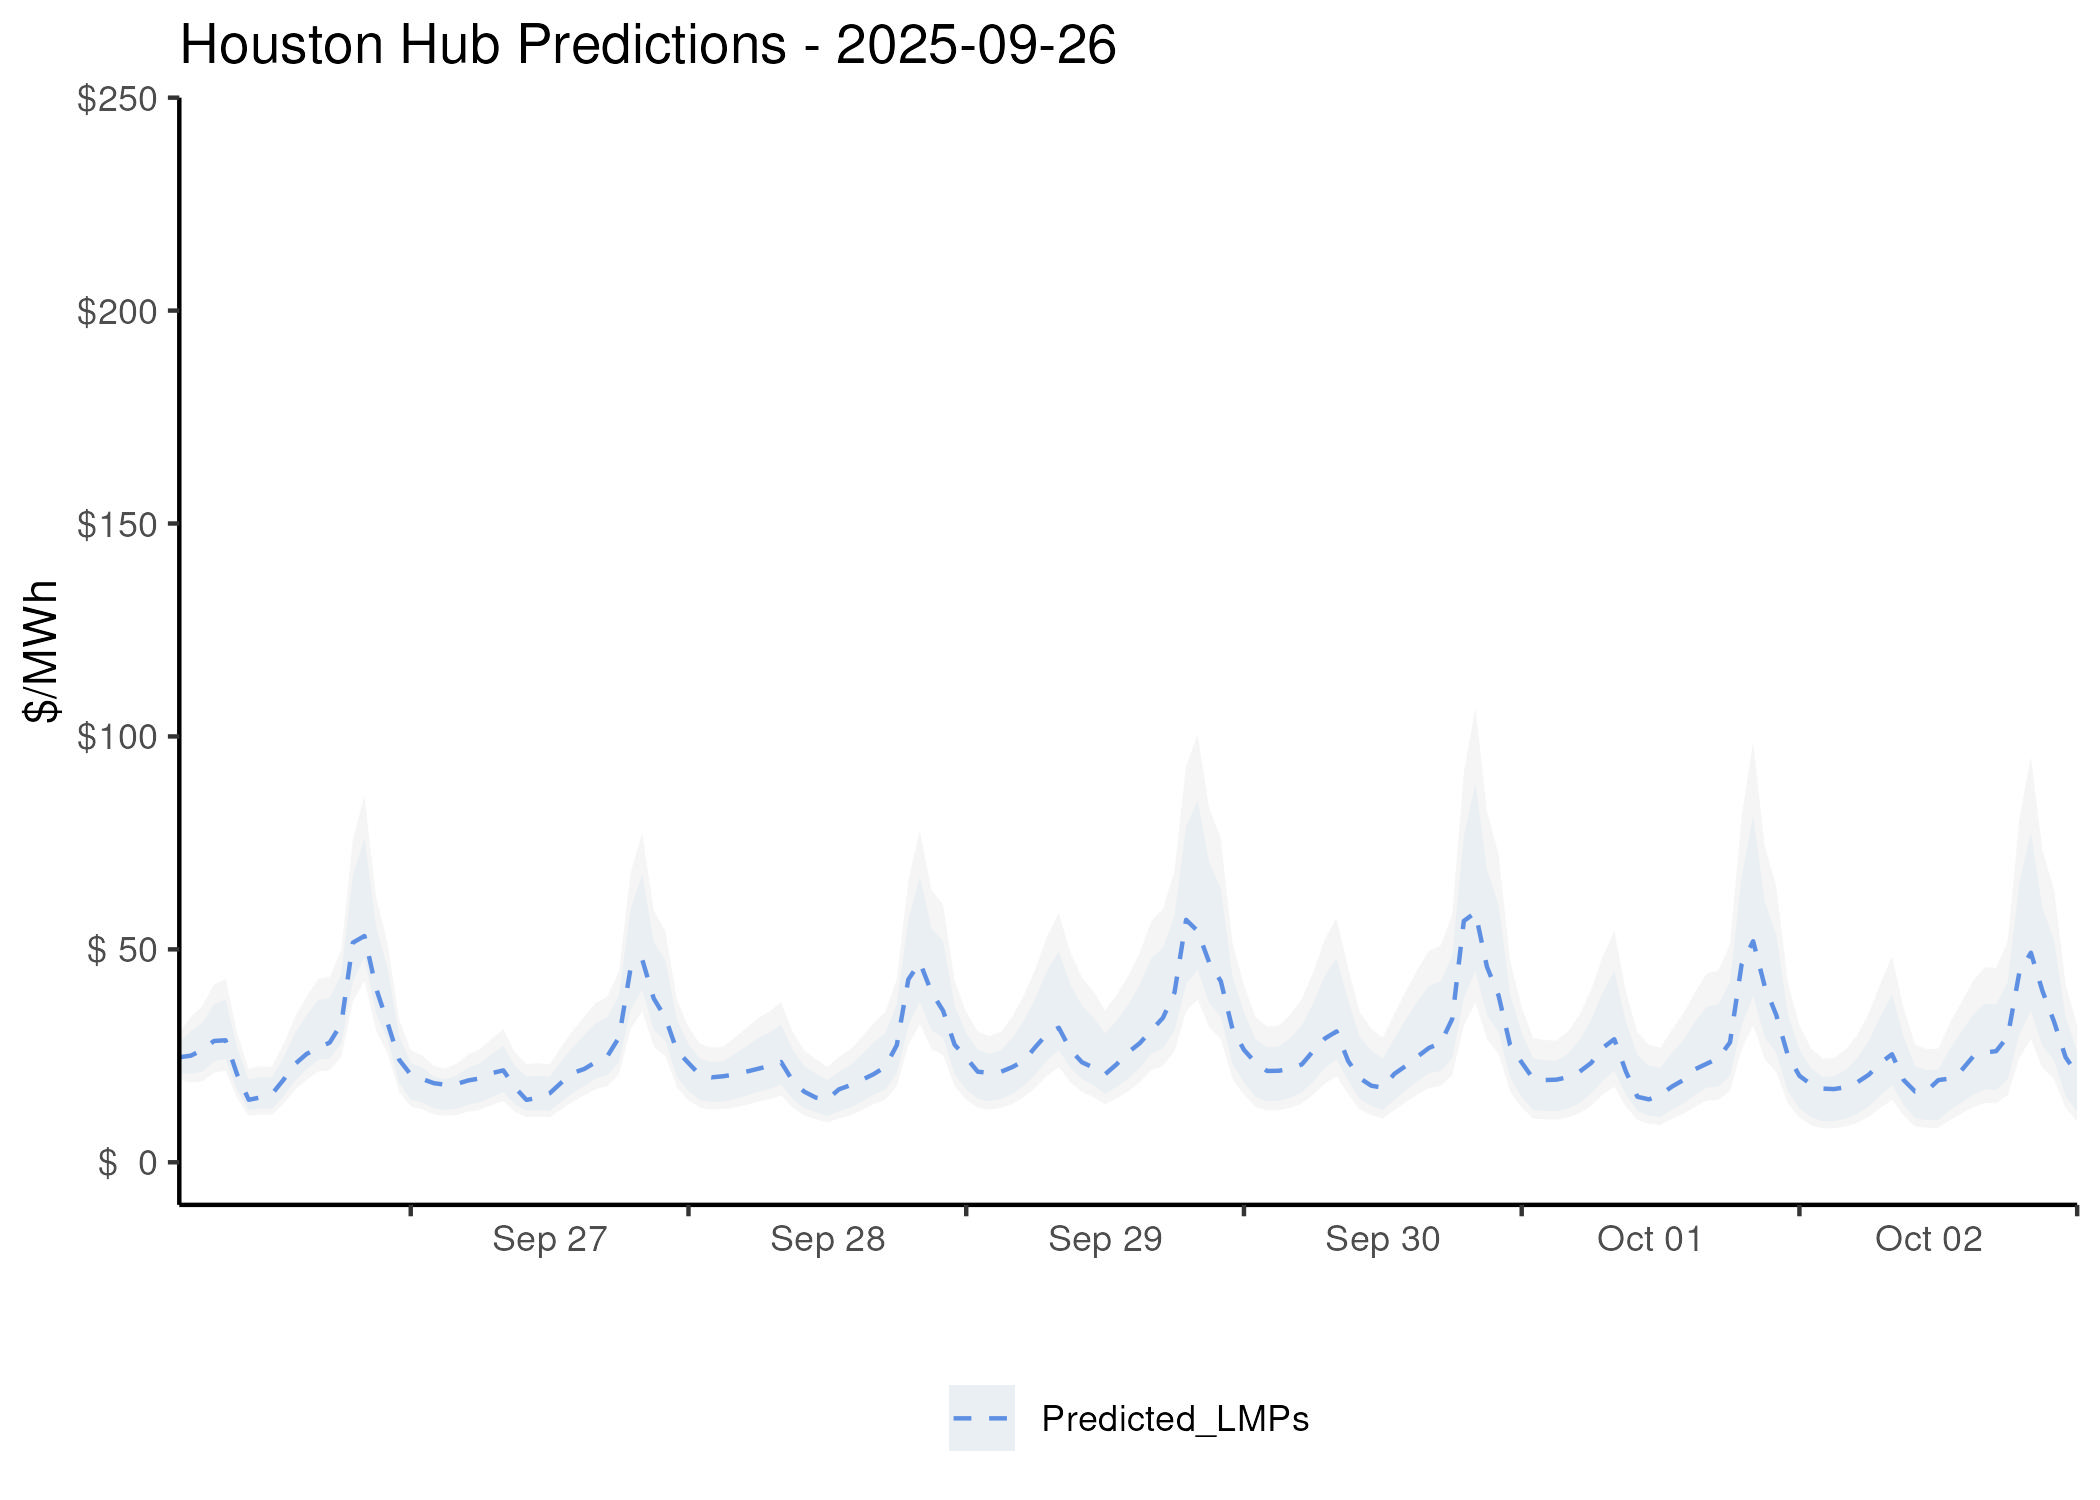 Houston Hub Predictions - 2025-09-26
$250
$200
$150
$100
$ 50
$  0
$/MWh
Sep 27
Sep 28
Sep 29
Sep 30
Oct 01
Oct 02
Predicted_LMPs